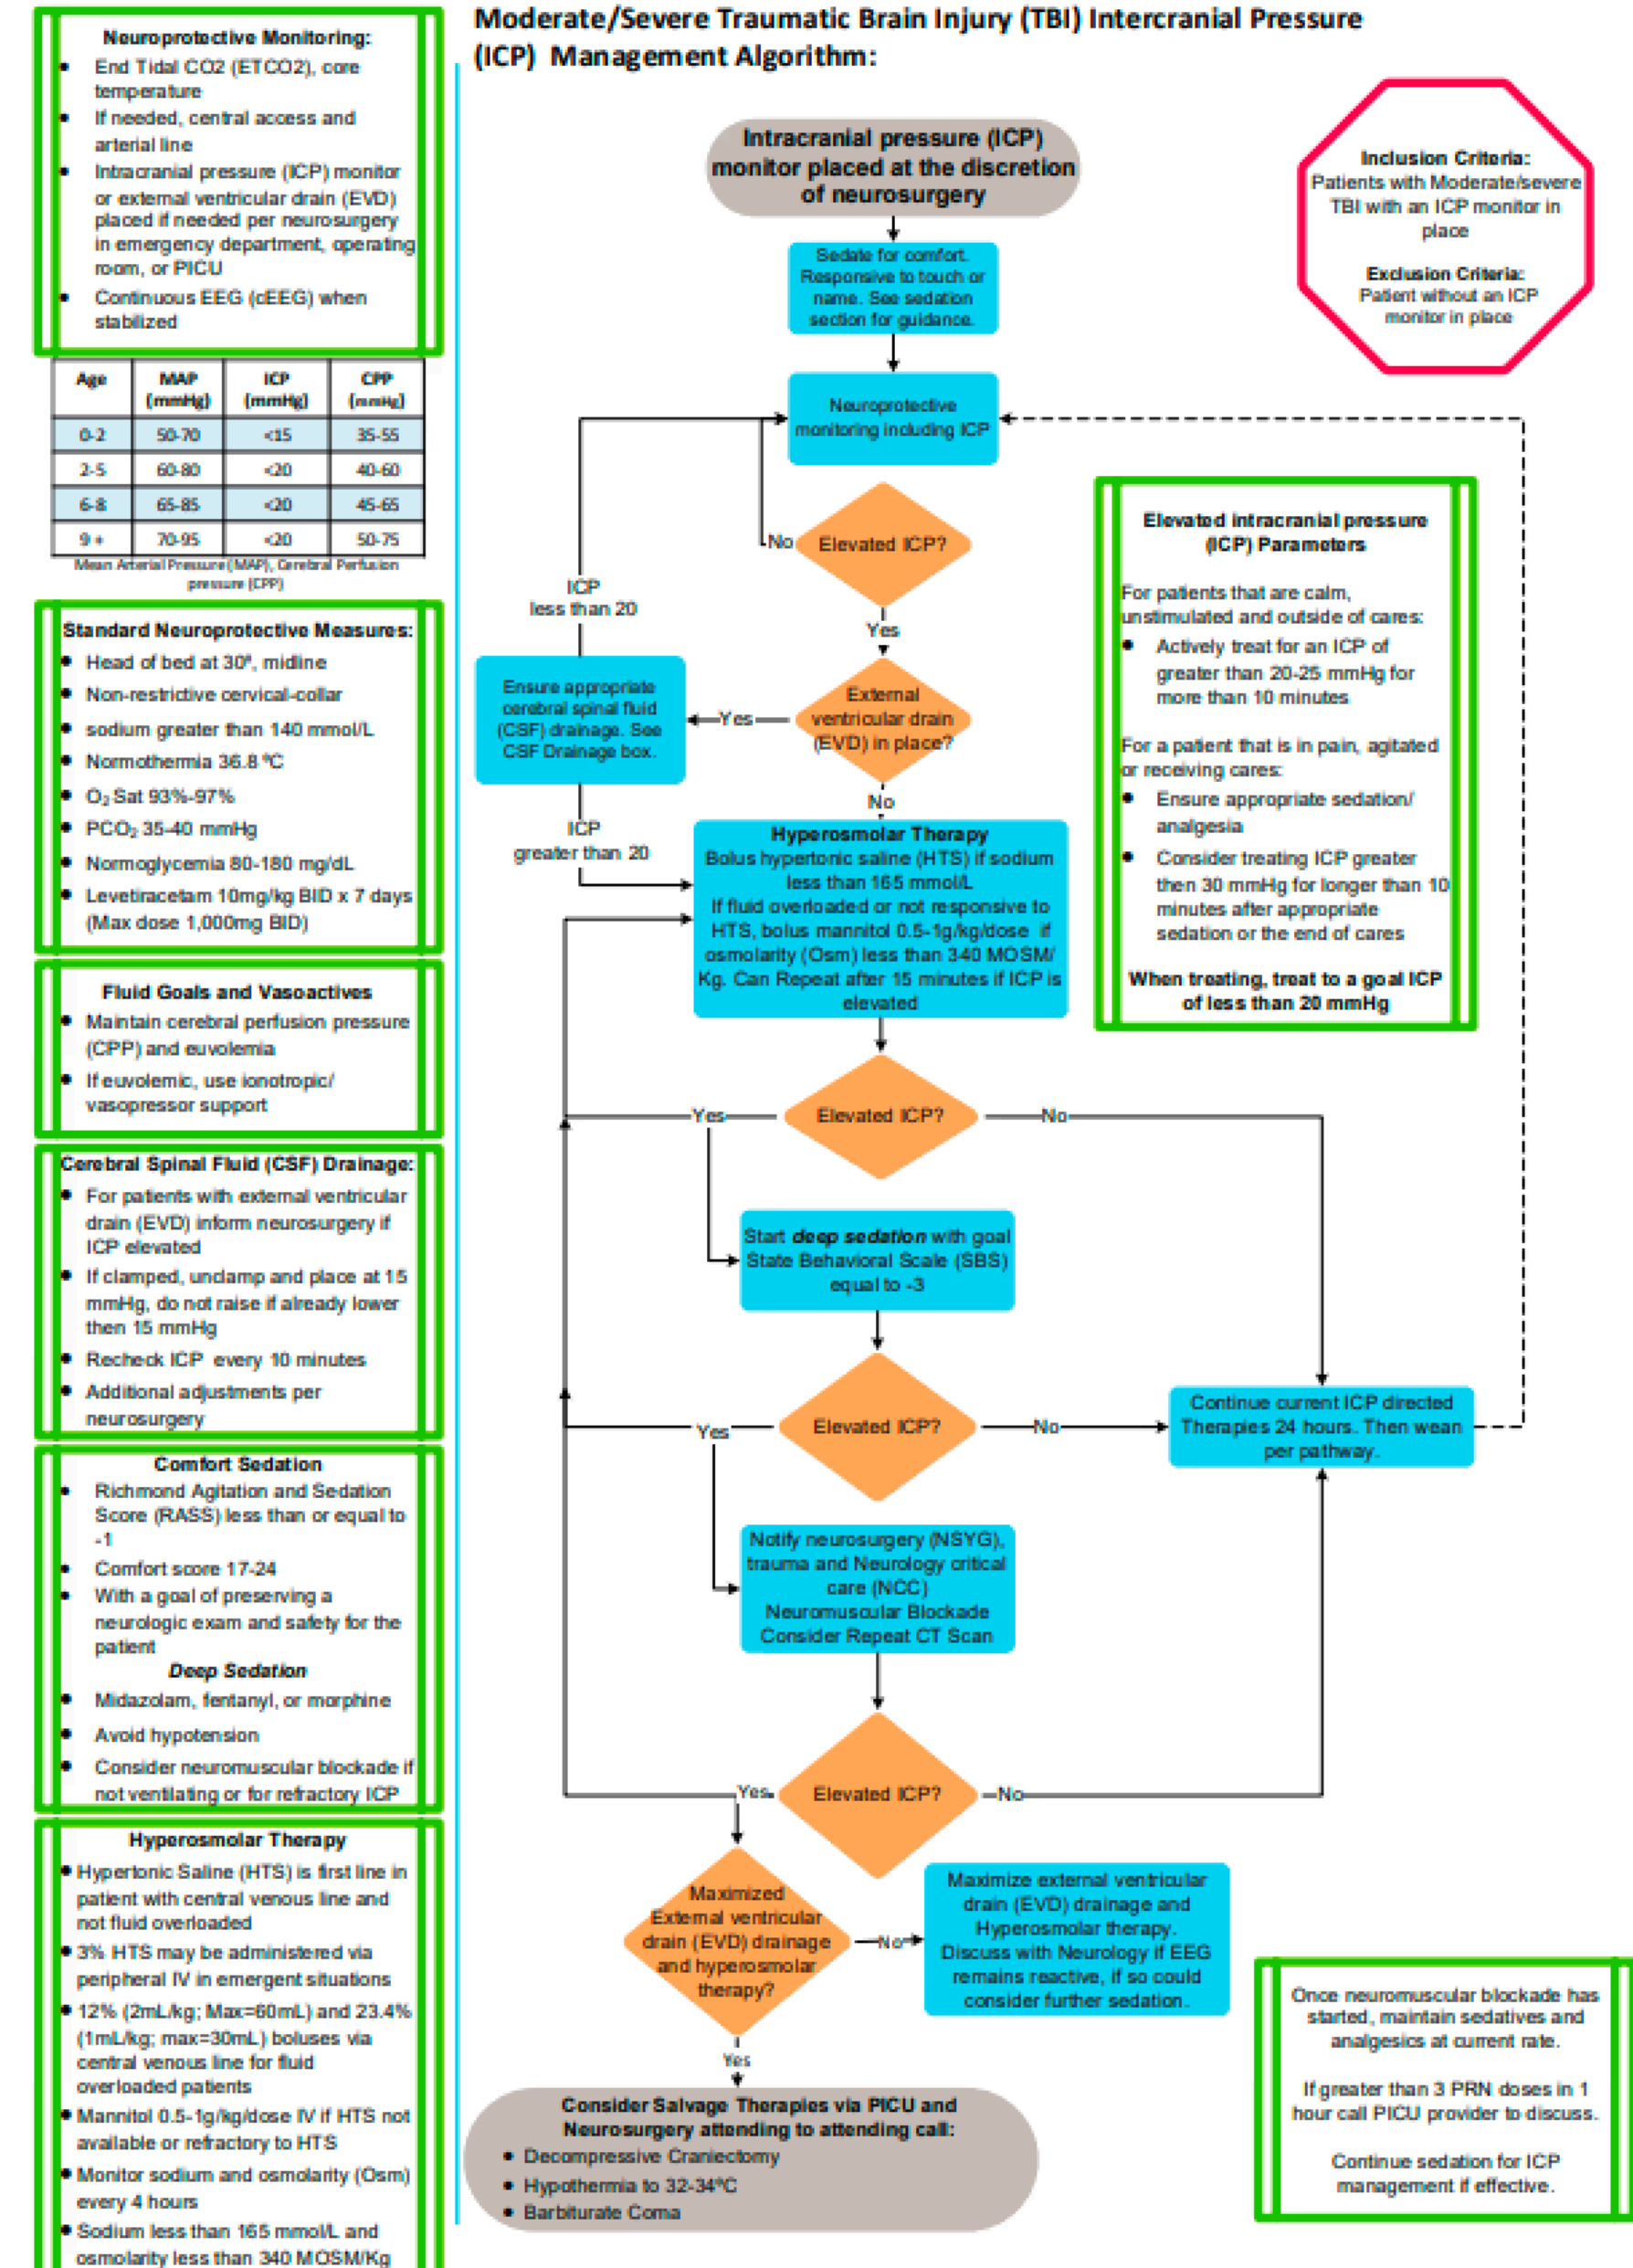 Moderate/Severe Traumatic Brain Injury (TBI) Intercranial Pressure
(ICP) Management Algorithm:
Neuroprotective Monitoring:
• End Tidal CO2 (ETCO2), core
temperature
• If needed, central access and
arterial line
• Intracranial pressure (ICP) monitor
or external ventricular drain (EVD)
placed if needed per neurosurgery
in emergency department, operating
room, or PICU
• Continuous EEG (cEEG) when
stabilized
Age MAP (mmHg) ICP (mmHg) CPP (mmHg)
0-2 50-70 <15 35-55
2-5 60-80 <20 40-60
6-8 65-85 <20 45-65
9 + 70-95 <20 50-75
Mean Arterial Pressure (MAP), Cerebral Perfusion
pressure (CPP)
Standard Neuroprotective Measures:
• Head of bed at 30º, midline
• Non-restrictive cervical-collar
• sodium greater than 140 mmol/L
• Normothermia 36.8 ºC
• O₂ Sat 93%-97%
• PCO₂ 35-40 mmHg
• Normoglycemia 80-180 mg/dL
• Levetiracetam 10mg/kg BID x 7 days
(Max dose 1,000mg BID)
Fluid Goals and Vasoactives
• Maintain cerebral perfusion pressure
(CPP) and euvolemia
• If euvolemic, use ionotropic/
vasopressor support
Cerebral Spinal Fluid (CSF) Drainage:
• For patients with external ventricular
drain (EVD) inform neurosurgery if
ICP elevated
• If clamped, unclamp and place at 15
mmHg, do not raise if already lower
then 15 mmHg
• Recheck ICP every 10 minutes
• Additional adjustments per
neurosurgery
Comfort Sedation
• Richmond Agitation and Sedation
Score (RASS) less than or equal to
-1
• Comfort score 17-24
• With a goal of preserving a
neurologic exam and safety for the
patient
Deep Sedation
• Midazolam, fentanyl, or morphine
• Avoid hypotension
• Consider neuromuscular blockade if
not ventilating or for refractory ICP
Hyperosmolar Therapy
• Hypertonic Saline (HTS) is first line in
patient with central venous line and
not fluid overloaded
• 3% HTS may be administered via
peripheral IV in emergent situations
• 12% (2mL/kg; Max=60mL) and 23.4%
(1mL/kg; max=30mL) boluses via
central venous line for fluid
overloaded patients
• Mannitol 0.5-1g/kg/dose IV if HTS not
available or refractory to HTS
• Monitor sodium and osmolarity (Osm)
every 4 hours
• Sodium less than 165 mmol/L and
osmolarity less than 340 MOSM/Kg
Intracranial pressure (ICP)
monitor placed at the discretion
of neurosurgery
Sedate for comfort.
Responsive to touch or
name. See sedation
section for guidance.
Neuroprotective
monitoring including ICP
Elevated ICP?
No
Yes
External
ventricular drain
(EVD) in place?
Yes
No
Ensure appropriate
cerebral spinal fluid
(CSF) drainage. See
CSF Drainage box.
ICP
less than 20
ICP
greater than 20
Hyperosmolar Therapy
Bolus hypertonic saline (HTS) if sodium
less than 165 mmol/L
If fluid overloaded or not responsive to
HTS, bolus mannitol 0.5-1g/kg/dose if
osmolarity (Osm) less than 340 MOSM/
Kg. Can Repeat after 15 minutes if ICP is
elevated
Elevated ICP?
Yes
No
Start deep sedation with goal
State Behavioral Scale (SBS)
equal to -3
Elevated ICP?
Yes
No
Continue current ICP directed
Therapies 24 hours. Then wean
per pathway.
Notify neurosurgery (NSYG),
trauma and Neurology critical
care (NCC)
Neuromuscular Blockade
Consider Repeat CT Scan
Elevated ICP?
Yes
No
Maximized
External ventricular
drain (EVD) drainage
and hyperosmolar
therapy?
No
Maximize external ventricular
drain (EVD) drainage and
Hyperosmolar therapy.
Discuss with Neurology if EEG
remains reactive, if so could
consider further sedation.
Yes
Consider Salvage Therapies via PICU and
Neurosurgery attending to attending call:
• Decompressive Craniectomy
• Hypothermia to 32-34ºC
• Barbiturate Coma
Inclusion Criteria:
Patients with Moderate/severe
TBI with an ICP monitor in
place
Exclusion Criteria:
Patient without an ICP
monitor in place
Elevated intracranial pressure
(ICP) Parameters
For patients that are calm,
unstimulated and outside of cares:
• Actively treat for an ICP of
greater than 20-25 mmHg for
more than 10 minutes
For a patient that is in pain, agitated
or receiving cares:
• Ensure appropriate sedation/
analgesia
• Consider treating ICP greater
then 30 mmHg for longer than 10
minutes after appropriate
sedation or the end of cares
When treating, treat to a goal ICP
of less than 20 mmHg
Once neuromuscular blockade has
started, maintain sedatives and
analgesics at current rate.
If greater than 3 PRN doses in 1
hour call PICU provider to discuss.
Continue sedation for ICP
management if effective.